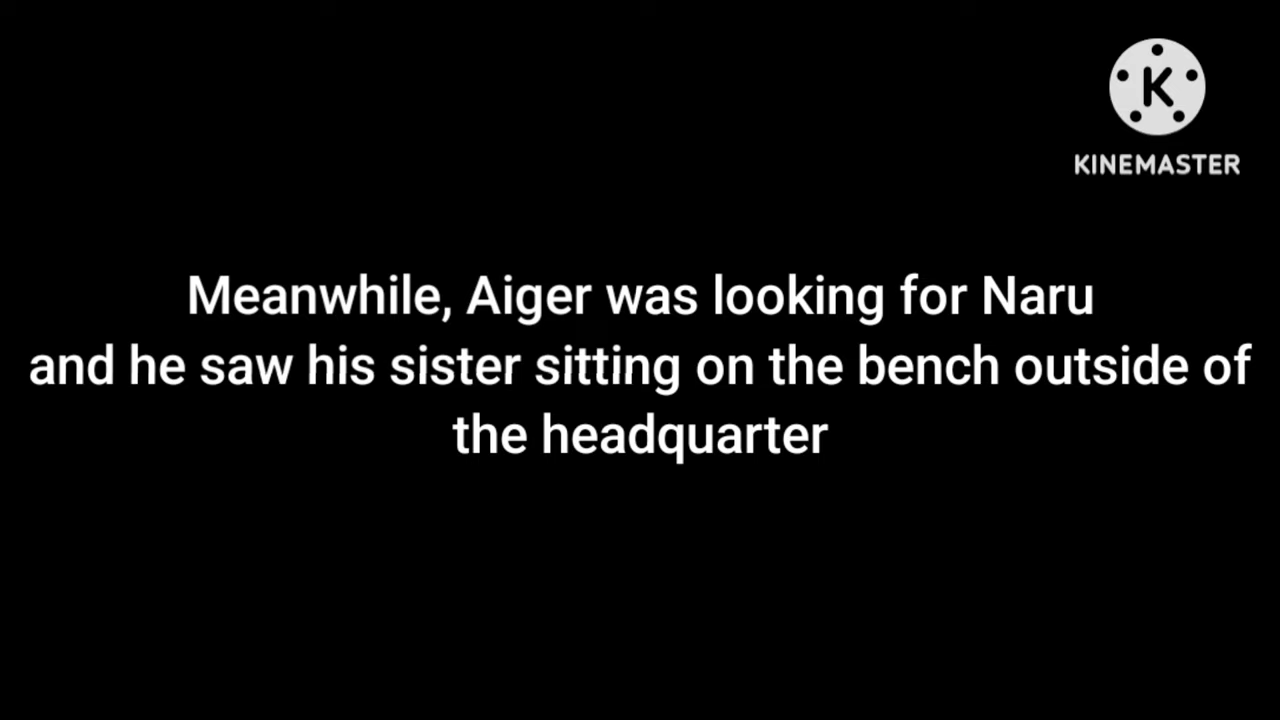 K
KINEMASTER
Meanwhile, Aiger was looking for Naru
and he saw his sister sitting on the bench outside of
the headquarter